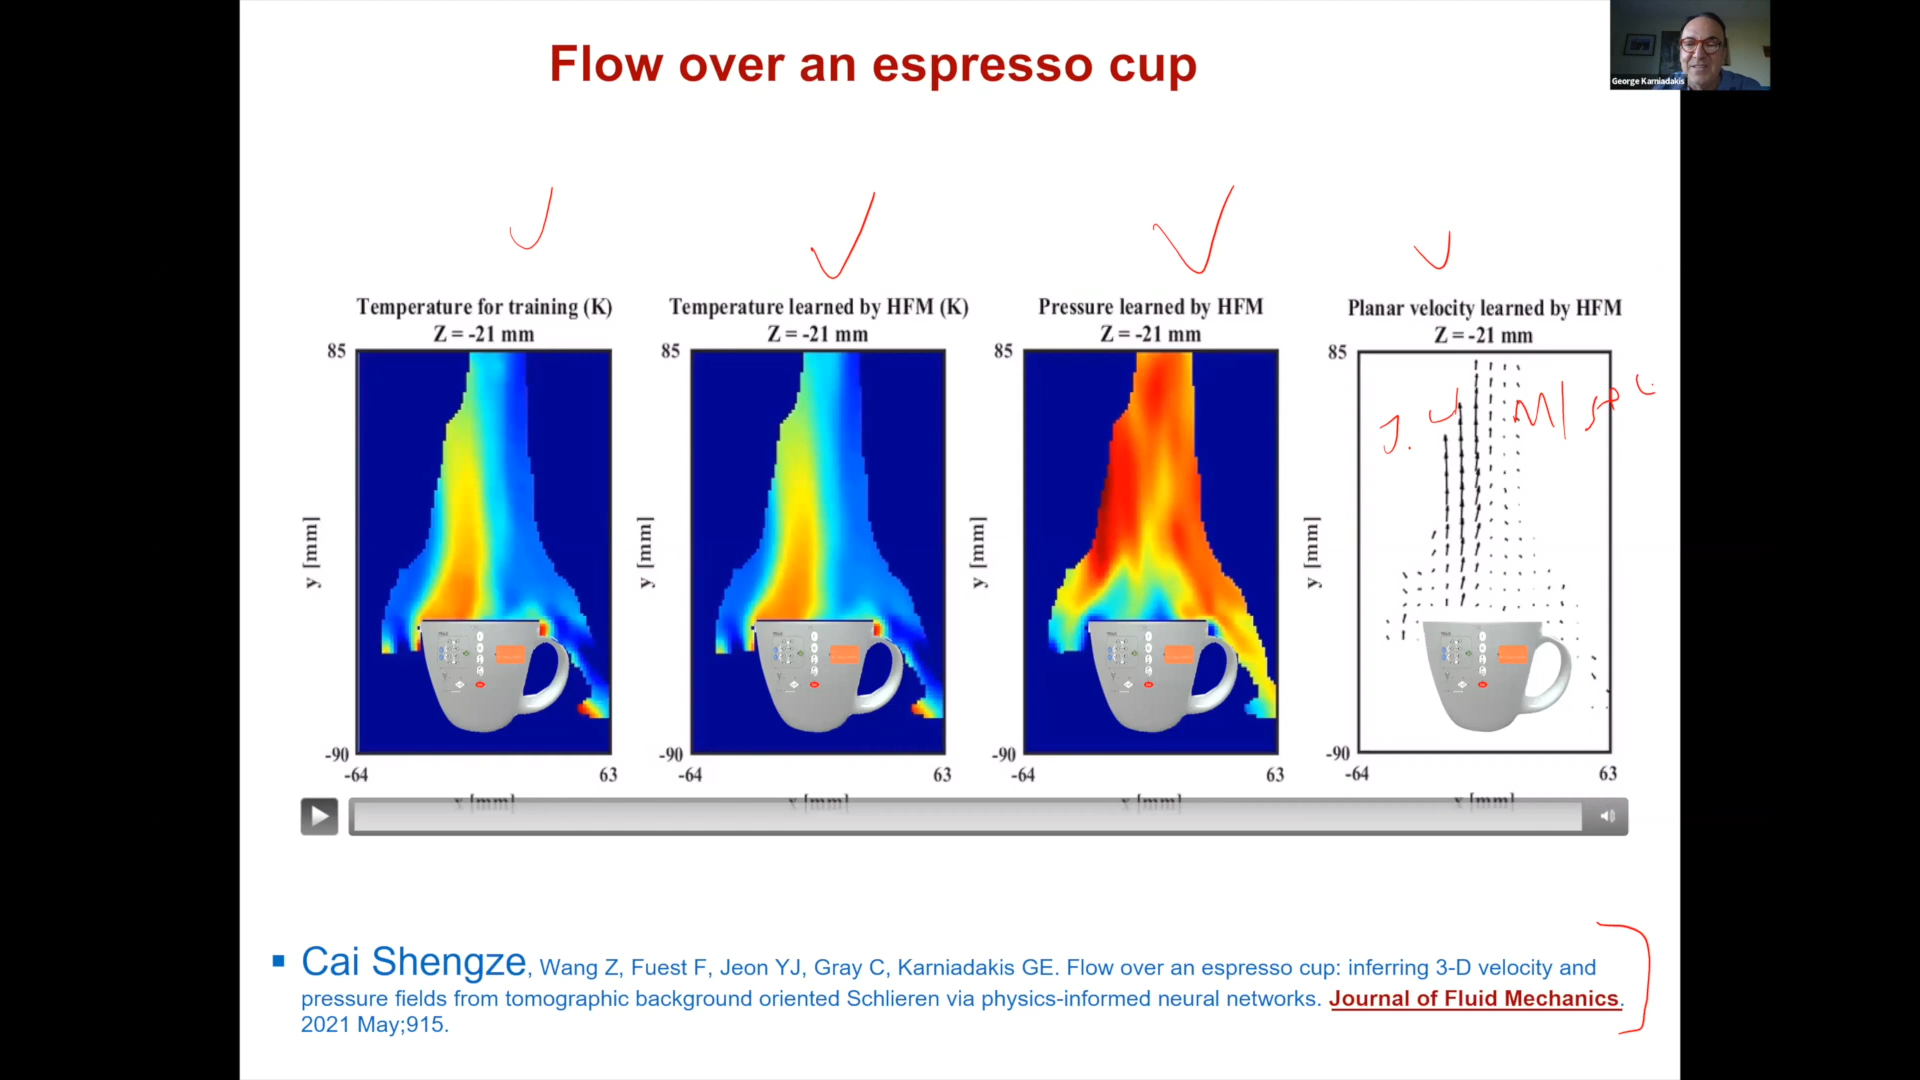 Flow over an espresso cup
George Karniadakis
Temperature for training (K)
Z = -21 mm
Temperature learned by HFM (K)
Z = -21 mm
Pressure learned by HFM
Z = -21 mm
Planar velocity learned by HFM
Z = -21 mm
85
85
85
85
M/sec
y [mm]
y [mm]
y [mm]
y [mm]
-90
-90
-90
-90
-64
63
-64
63
-64
63
-64
63
x [mm]
x [mm]
x [mm]
x [mm]
▪ Cai Shengze, Wang Z, Fuest F, Jeon YJ, Gray C, Karniadakis GE. Flow over an espresso cup: inferring 3-D velocity and
pressure fields from tomographic background oriented Schlieren via physics-informed neural networks. Journal of Fluid Mechanics.
2021 May;915.